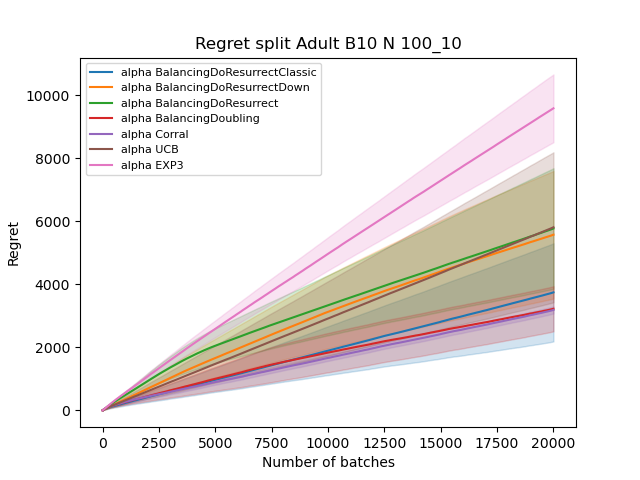 Regret split Adult B10 N 100_10
alpha BalancingDoResurrectClassic
alpha BalancingDoResurrectDown
alpha BalancingDoResurrect
alpha BalancingDoubling
alpha Corral
alpha UCB
alpha EXP3
Regret
10000
8000
6000
4000
2000
0
0 2500 5000 7500 10000 12500 15000 17500 20000
Number of batches